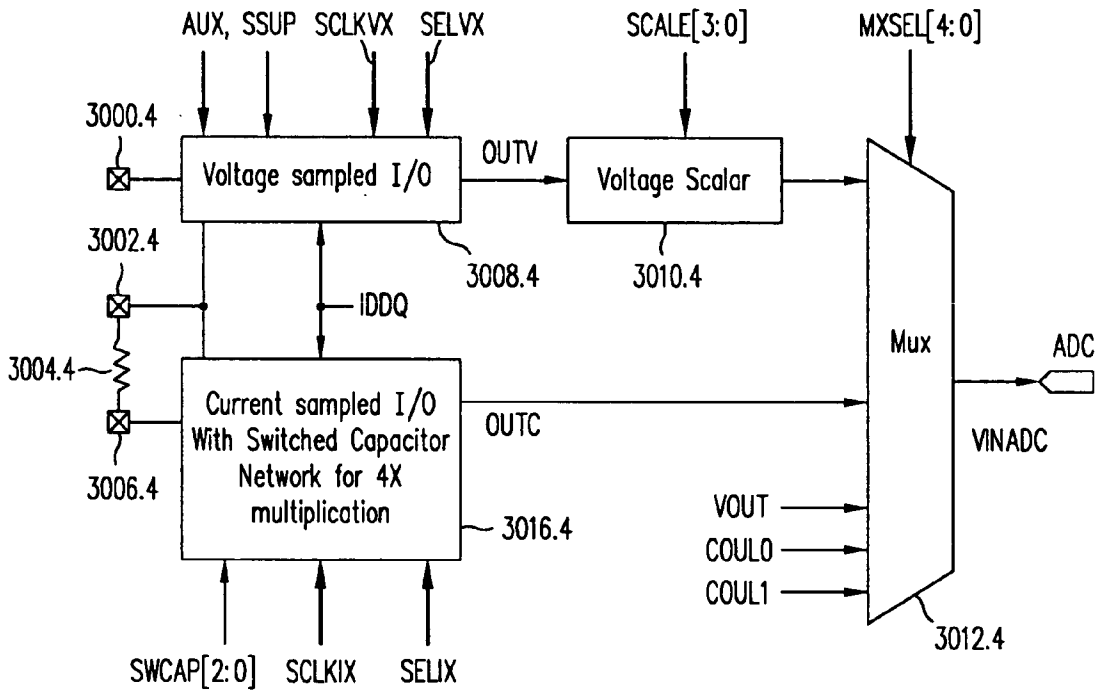 AUX, SSUP SCLKVX SELVX
SCALE[3:0]
MXSEL[4:0]
3000.4
Voltage sampled I/O
OUTV
Voltage Scalar
3002.4
3008.4
3010.4
IDDQ
3004.4
Mux
ADC
Current sampled I/O
With Switched Capacitor
Network for 4X
multiplication
OUTC
VINADC
3006.4
3016.4
VOUT
COUL0
COUL1
3012.4
SWCAP[2:0] SCLKIX SELIX